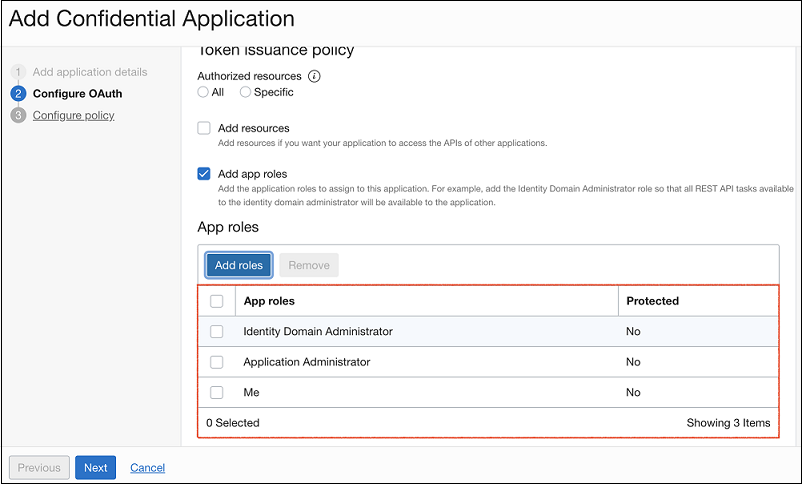 Add Confidential Application
1 Add application details
2 Configure OAuth
3 Configure policy
Token issuance policy
Authorized resources i
All Specific
Add resources
Add resources if you want your application to access the APIs of other applications.
Add app roles
Add the application roles to assign to this application. For example, add the Identity Domain Administrator role so that all REST API tasks available
to the identity domain administrator will be available to the application.
App roles
Add roles Remove
App roles Protected
Identity Domain Administrator No
Application Administrator No
Me No
0 Selected Showing 3 Items
Previous Next Cancel